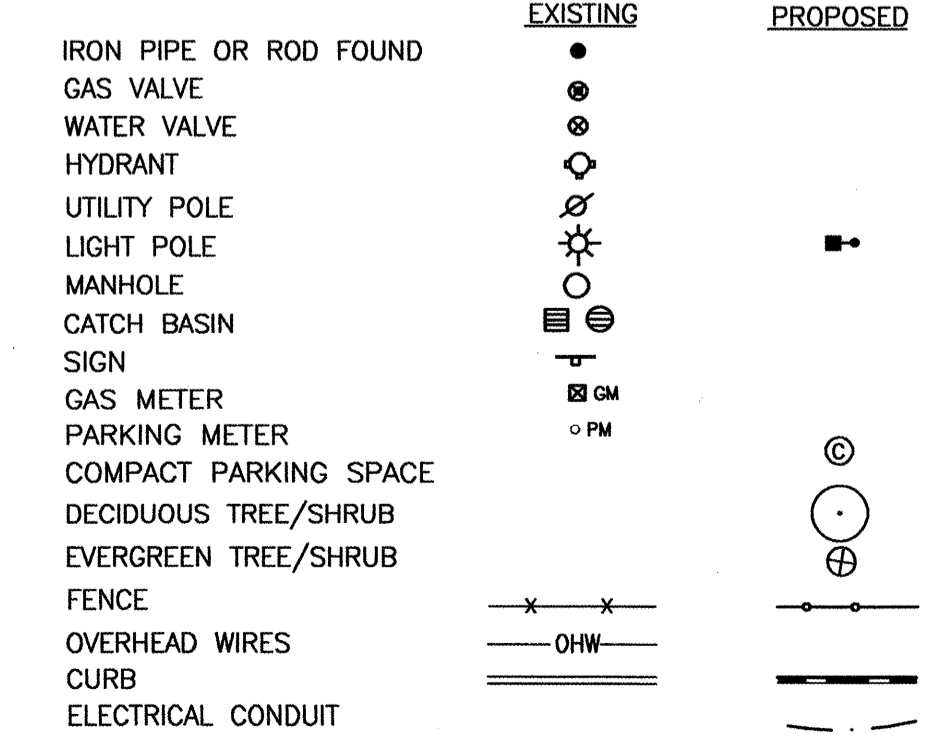 EXISTING PROPOSED
IRON PIPE OR ROD FOUND
GAS VALVE
WATER VALVE
HYDRANT
UTILITY POLE
LIGHT POLE
MANHOLE
CATCH BASIN
SIGN
GAS METER GM
PARKING METER PM
COMPACT PARKING SPACE C
DECIDUOUS TREE/SHRUB
EVERGREEN TREE/SHRUB
FENCE X X
OVERHEAD WIRES OHW
CURB
ELECTRICAL CONDUIT